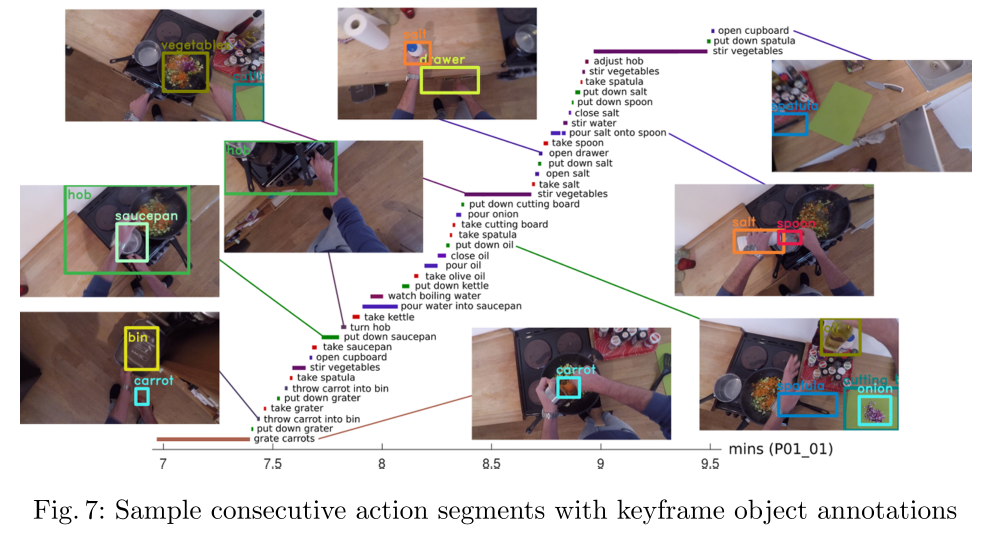 open cupboard
put down spatula
stir vegetables
adjust hob
stir vegetables
take spatula
put down salt
put down spoon
close salt
stir water
pour salt onto spoon
take spoon
open drawer
put down salt
open salt
take salt
stir vegetables
put down cutting board
pour onion
take cutting board
take spatula
put down oil
close oil
pour oil
take olive oil
put down kettle
watch boiling water
pour water into saucepan
take kettle
turn hob
put down saucepan
take saucepan
open cupboard
stir vegetables
take spatula
throw carrot into bin
put down grater
take grater
throw carrot into bin
put down grater
grate carrots
vegetables
salt
drawer
spatula
hob
hob
saucepan
salt
spoon
bin
carrot
carrot
spatula
cutting
onion
7
7.5
8
8.5
9
9.5
mins (P01_01)
Fig. 7: Sample consecutive action segments with keyframe object annotations